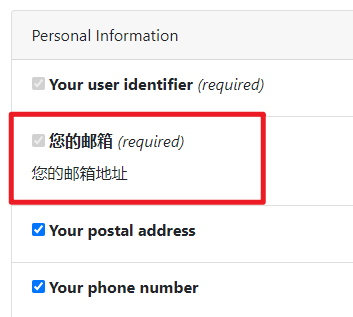 Personal Information
Your user identifier (required)
您的邮箱 (required)
您的邮箱地址
Your postal address
Your phone number